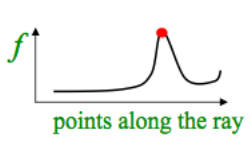 f
points along the ray